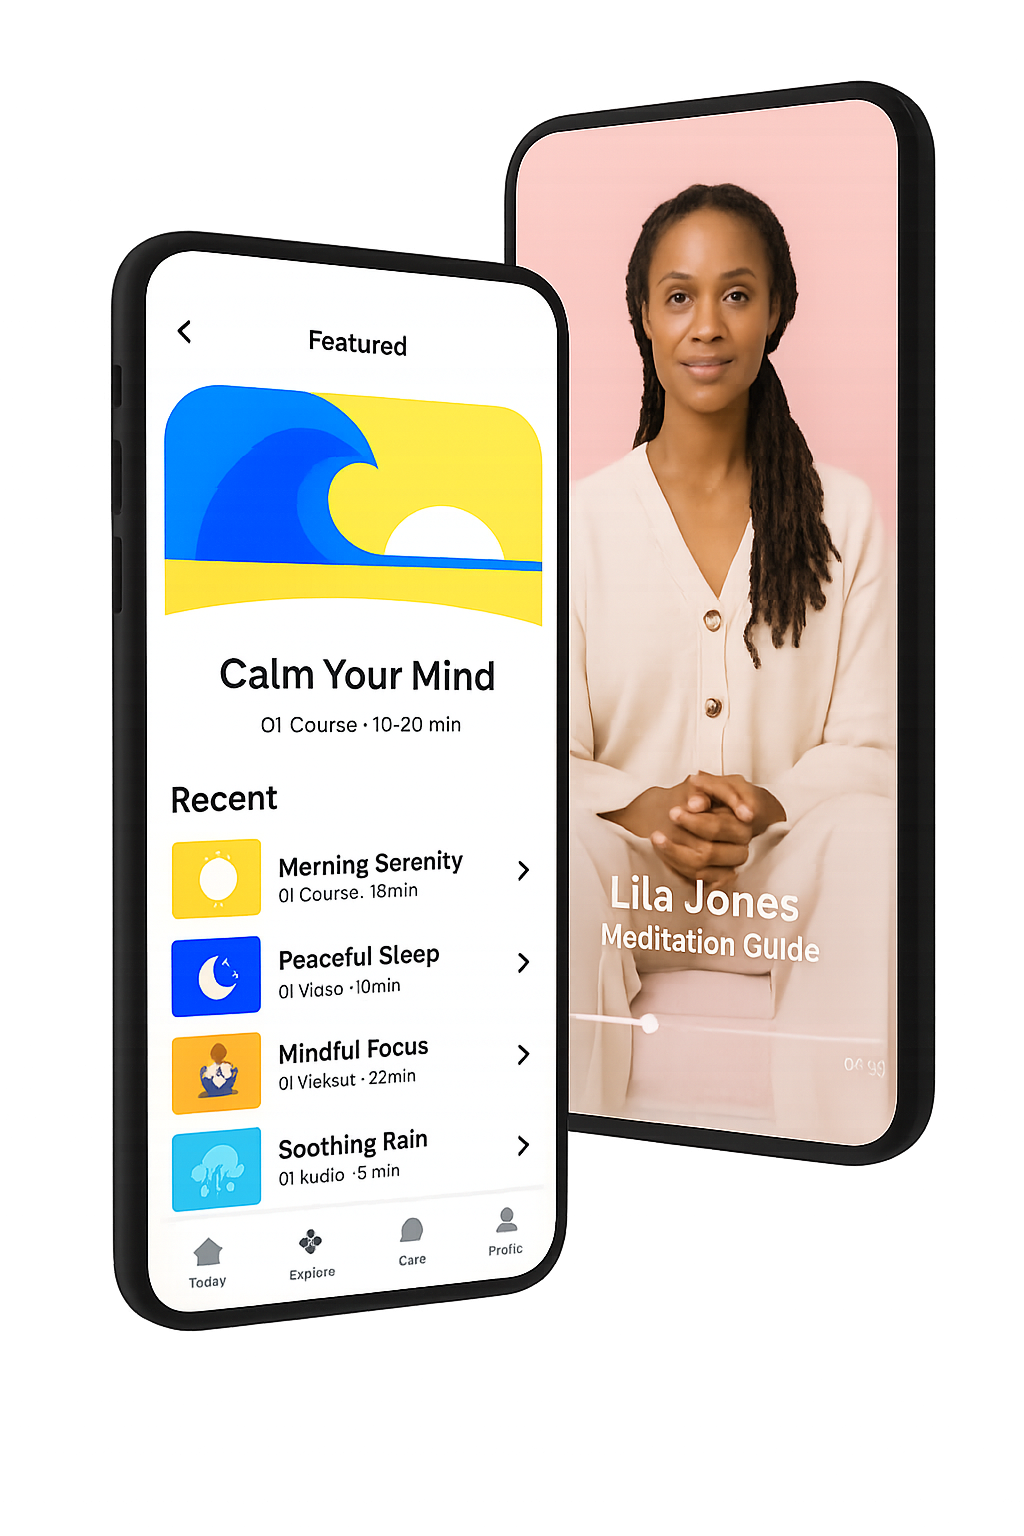 Featured
Calm Your Mind
01 Course · 10-20 min
Recent
Merning Serenity
01 Course. 18min
Peaceful Sleep
01 Viaso · 10min
Mindful Focus
01 Vieksut · 22min
Soothing Rain
01 kudio · 5 min
Today
Expiore
Care
Profic
Lila Jones
Meditation GuIde